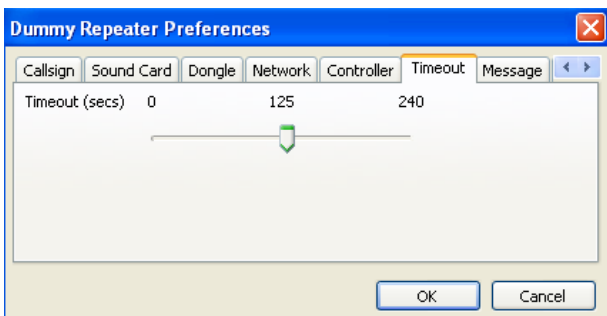 Dummy Repeater Preferences
Callsign Sound Card Dongle Network Controller Timeout Message
Timeout (secs) 0 125 240
OK Cancel